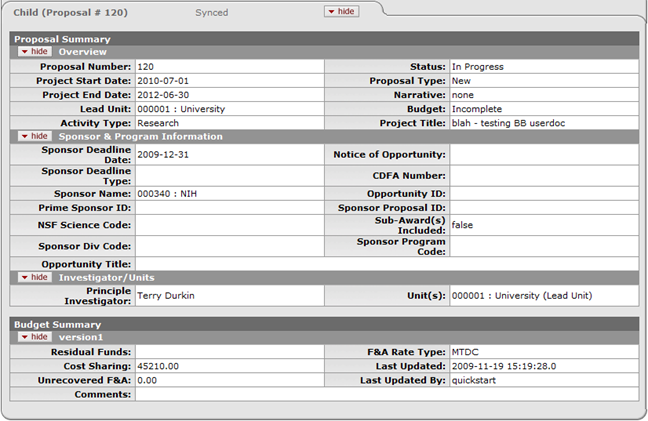 Child (Proposal # 120) Synced hide
Proposal Summary
hide Overview
Proposal Number: 120 Status: In Progress
Project Start Date: 2010-07-01 Proposal Type: New
Project End Date: 2012-06-30 Narrative: none
Lead Unit: 000001 : University Budget: Incomplete
Activity Type: Research Project Title: blah - testing BB userdoc
hide Sponsor & Program Information
Sponsor Deadline Date: 2009-12-31 Notice of Opportunity:
Sponsor Deadline Type: CDFA Number:
Sponsor Name: 000340 : NIH Opportunity ID:
Prime Sponsor ID: Sponsor Proposal ID:
NSF Science Code: Sub-Award(s) Included: false
Sponsor Div Code: Sponsor Program Code:
Opportunity Title:
hide Investigator/Units
Principle Investigator: Terry Durkin Unit(s): 000001 : University (Lead Unit)
Budget Summary
hide version1
Residual Funds: F&A Rate Type: MTDC
Cost Sharing: 45210.00 Last Updated: 2009-11-19 15:19:28.0
Unrecovered F&A: 0.00 Last Updated By: quickstart
Comments: